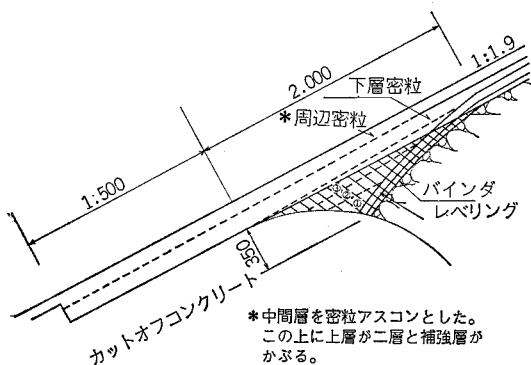 2.000
1:1.9
下層密粒
*周辺密粒
1:500
バインダ
レベリング
350
カットオフコンクリート
*中間層を密粒アスコンとした。
この上に上層が二層と補強層が
かぶる。